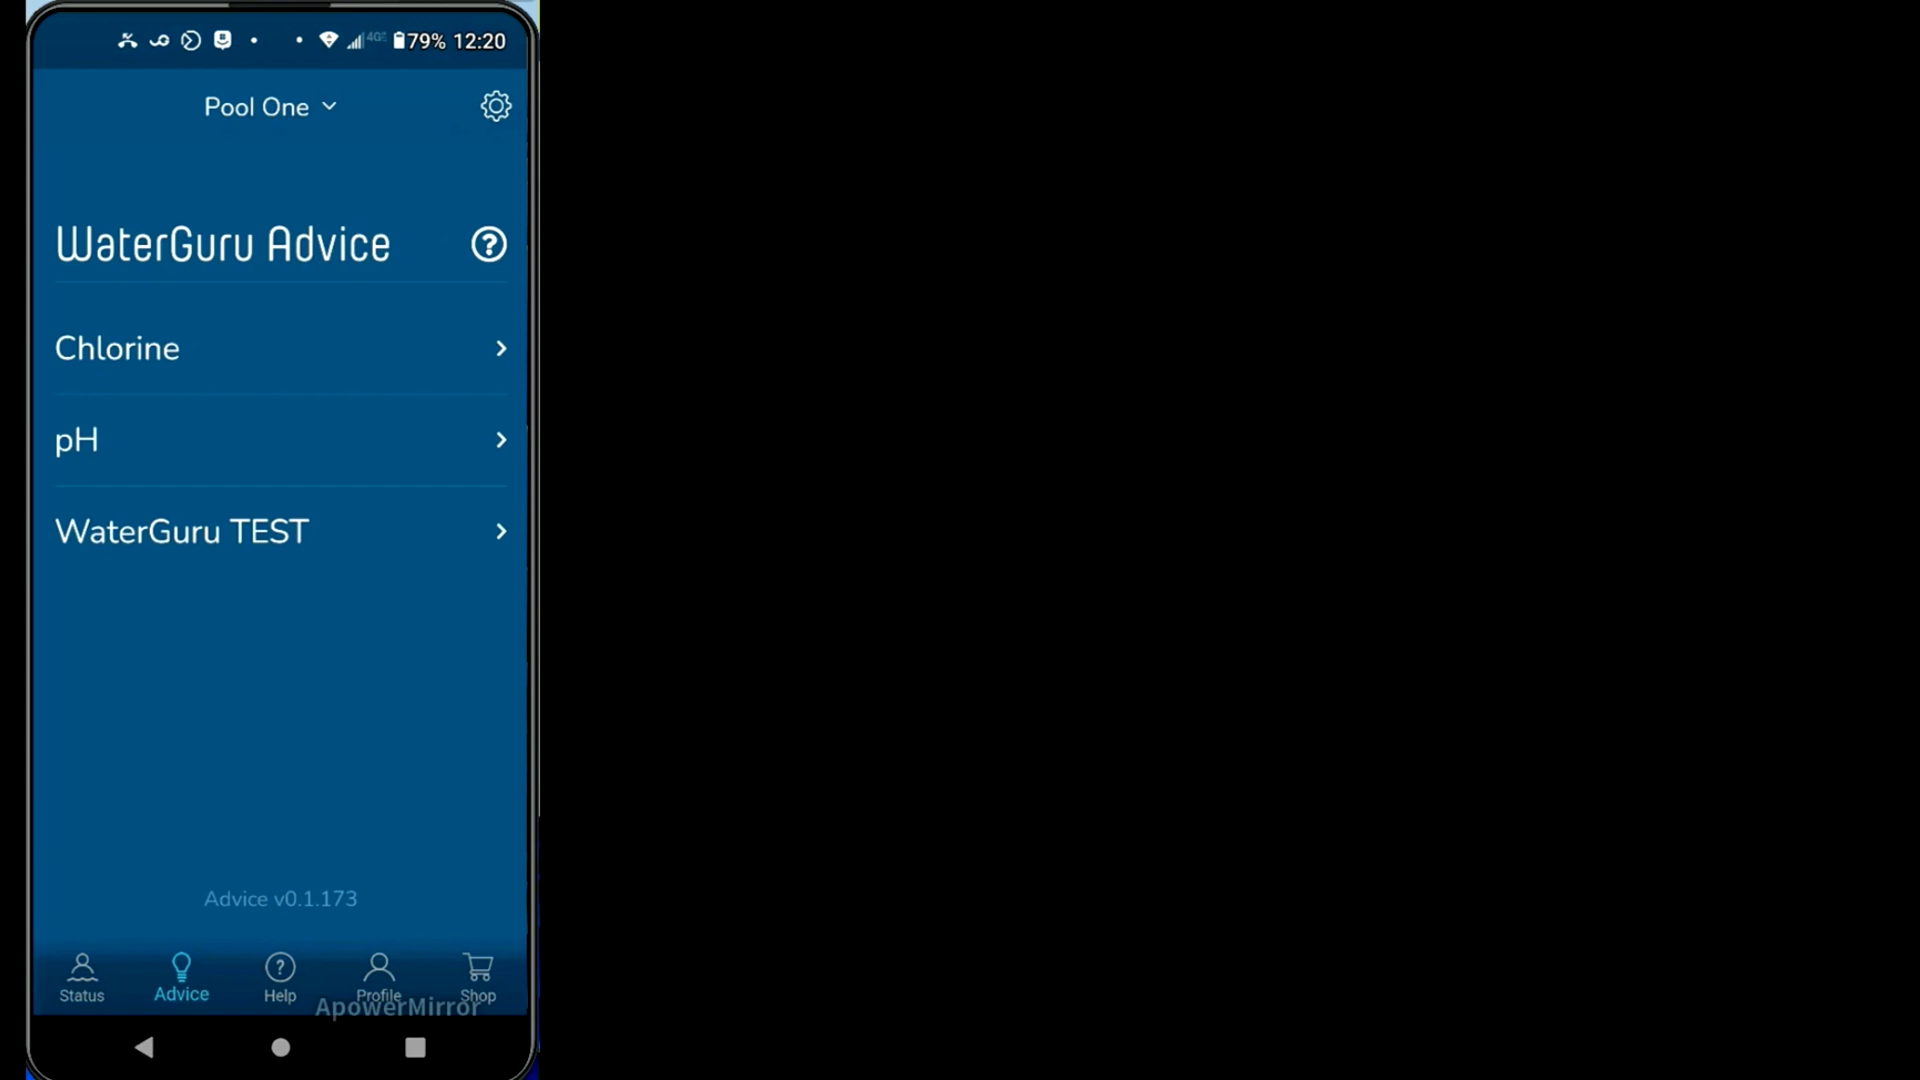 79% 12:20
Pool One
WaterGuru Advice
Chlorine
pH
WaterGuru TEST
Advice v0.1.173
Status
Advice
Help
Profile
Shop
ApowerMirror